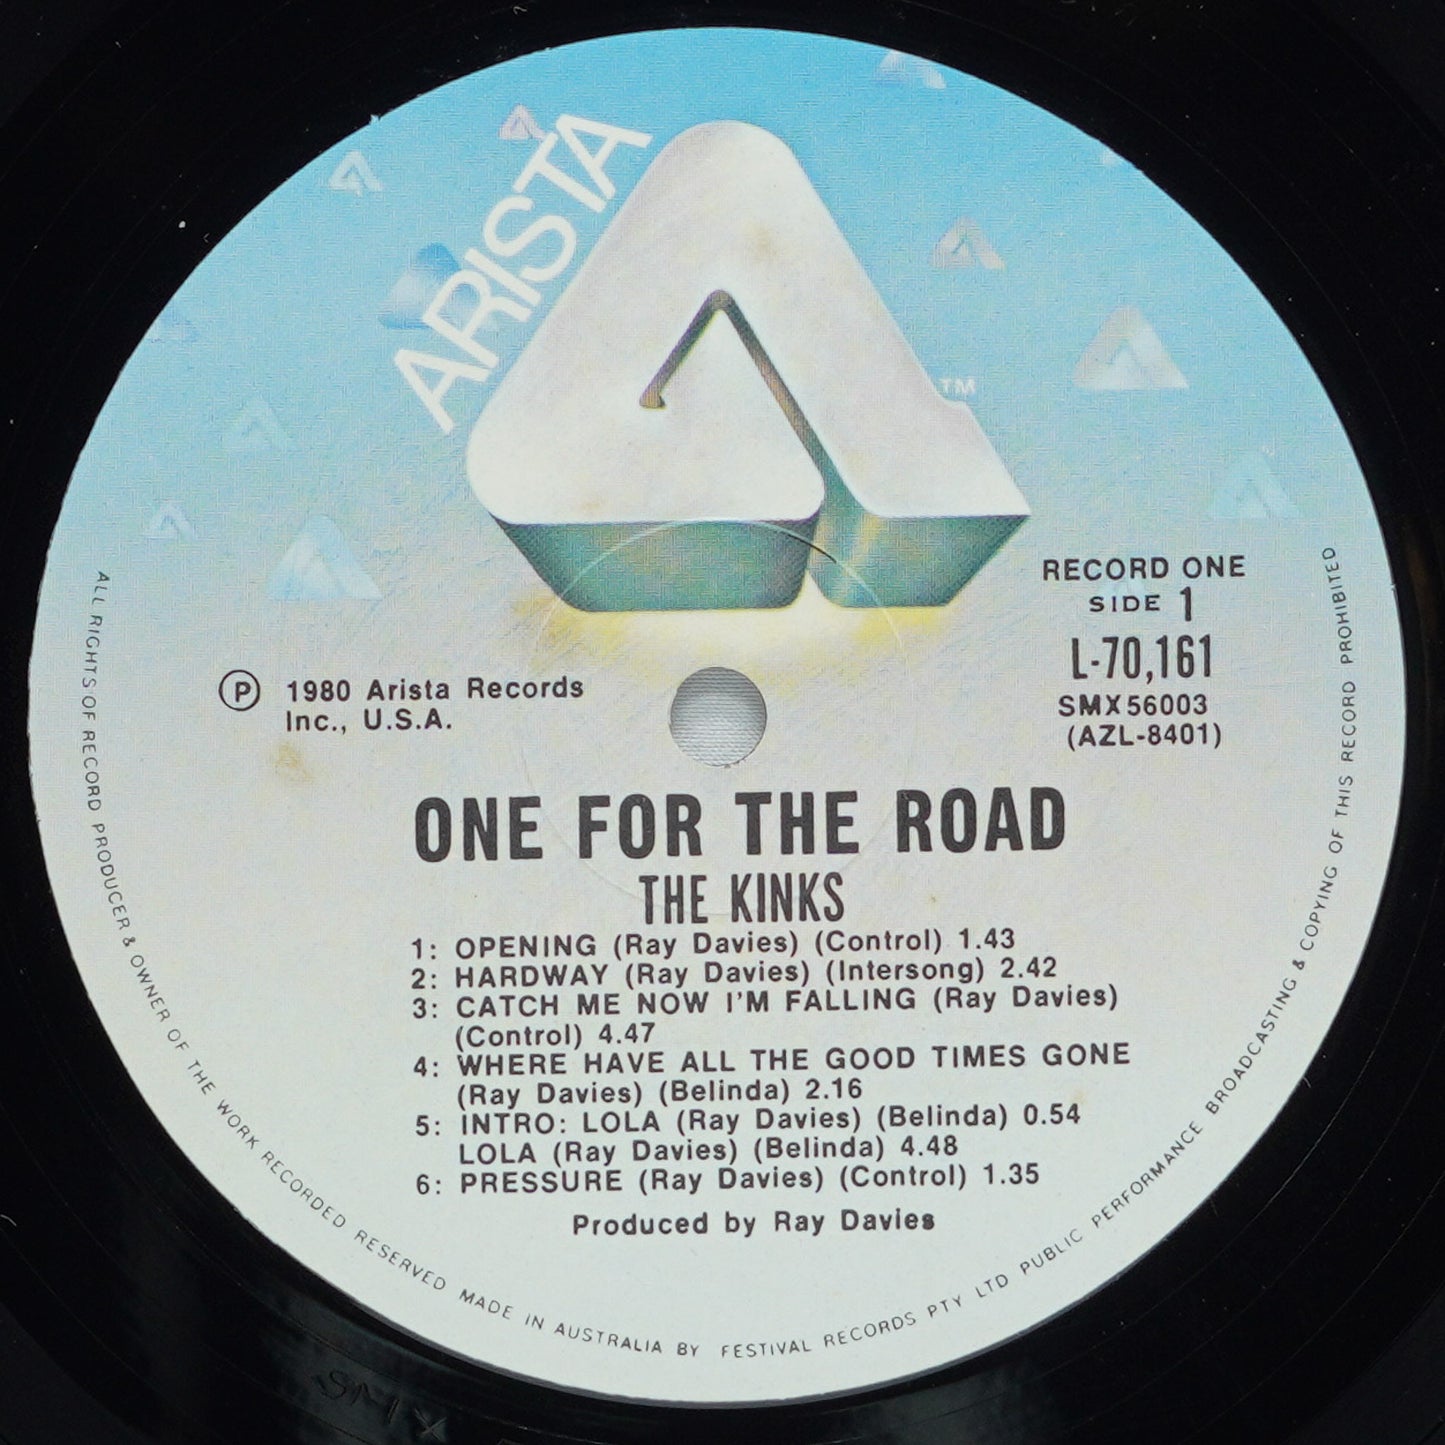 ARISTA
TM
RECORD ONE
SIDE 1
L-70,161
SMX56003
(AZL-8401)
P 1980 Arista Records
Inc., U.S.A.
ONE FOR THE ROAD
THE KINKS
1: OPENING (Ray Davies) (Control) 1.43
2: HARDWAY (Ray Davies) (Intersong) 2.42
3: CATCH ME NOW I'M FALLING (Ray Davies)
(Control) 4.47
4: WHERE HAVE ALL THE GOOD TIMES GONE
(Ray Davies) (Belinda) 2.16
5: INTRO: LOLA (Ray Davies) (Belinda) 0.54
LOLA (Ray Davies) (Belinda) 4.48
6: PRESSURE (Ray Davies) (Control) 1.35
Produced by Ray Davies
ALL RIGHTS OF RECORD PRODUCER & OWNER OF THE WORK RECORDED RESERVED MADE IN AUSTRALIA BY FESTIVAL RECORDS PTY LTD PUBLIC PERFORMANCE BROADCASTING & COPYING OF THIS RECORD PROHIBITED
SMX